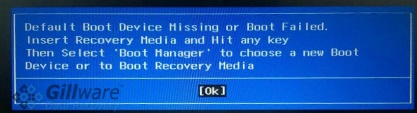 Default Boot Device Missing or Boot Failed.
Insert Recovery Media and Hit any key
Then Select 'Boot Manager' to choose a new Boot
Device or to Boot Recovery Media
[Ok]
Gillware